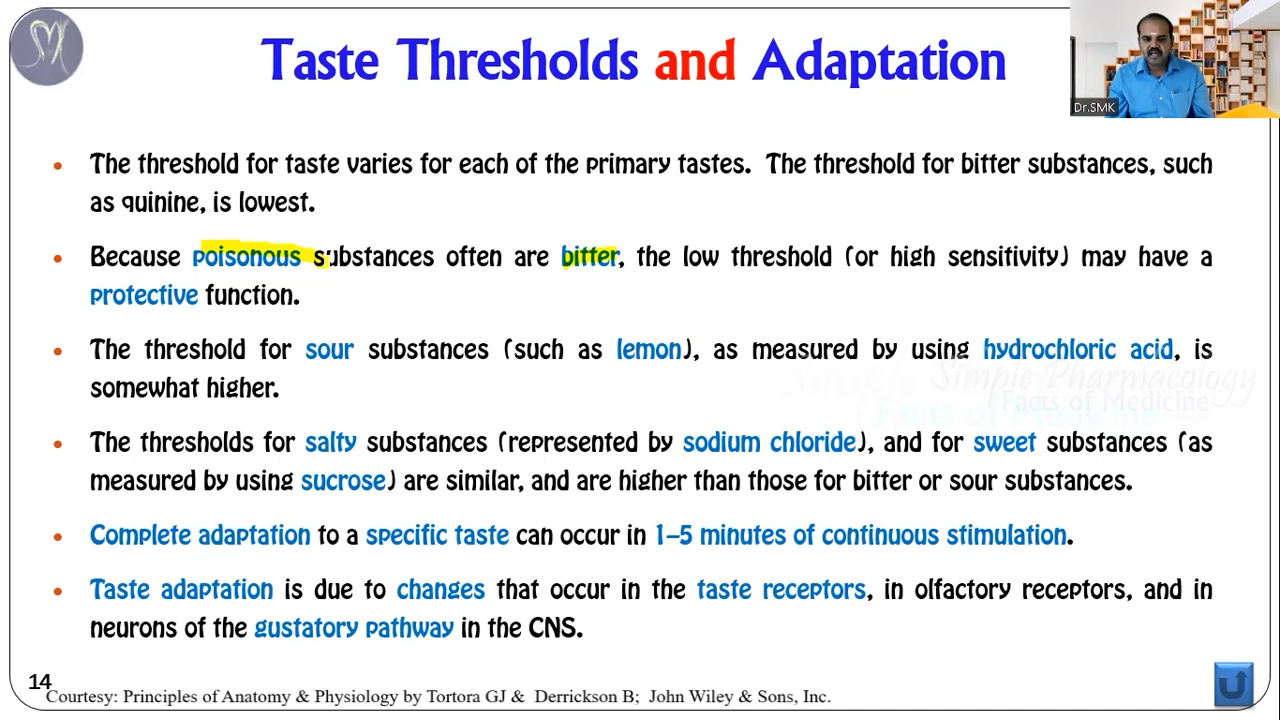 SM
Taste Thresholds and Adaptation
Dr.SMK
• The threshold for taste varies for each of the primary tastes. The threshold for bitter substances, such
as quinine, is lowest.
• Because poisonous substances often are bitter, the low threshold (or high sensitivity) may have a
protective function.
• The threshold for sour substances (such as lemon), as measured by using hydrochloric acid, is
somewhat higher.
Simple Pharmacology
Facts of Medicine
• The thresholds for salty substances (represented by sodium chloride), and for sweet substances (as
measured by using sucrose) are similar, and are higher than those for bitter or sour substances.
• Complete adaptation to a specific taste can occur in 1–5 minutes of continuous stimulation.
• Taste adaptation is due to changes that occur in the taste receptors, in olfactory receptors, and in
neurons of the gustatory pathway in the CNS.
14
Courtesy: Principles of Anatomy & Physiology by Tortora GJ & Derrickson B; John Wiley & Sons, Inc.